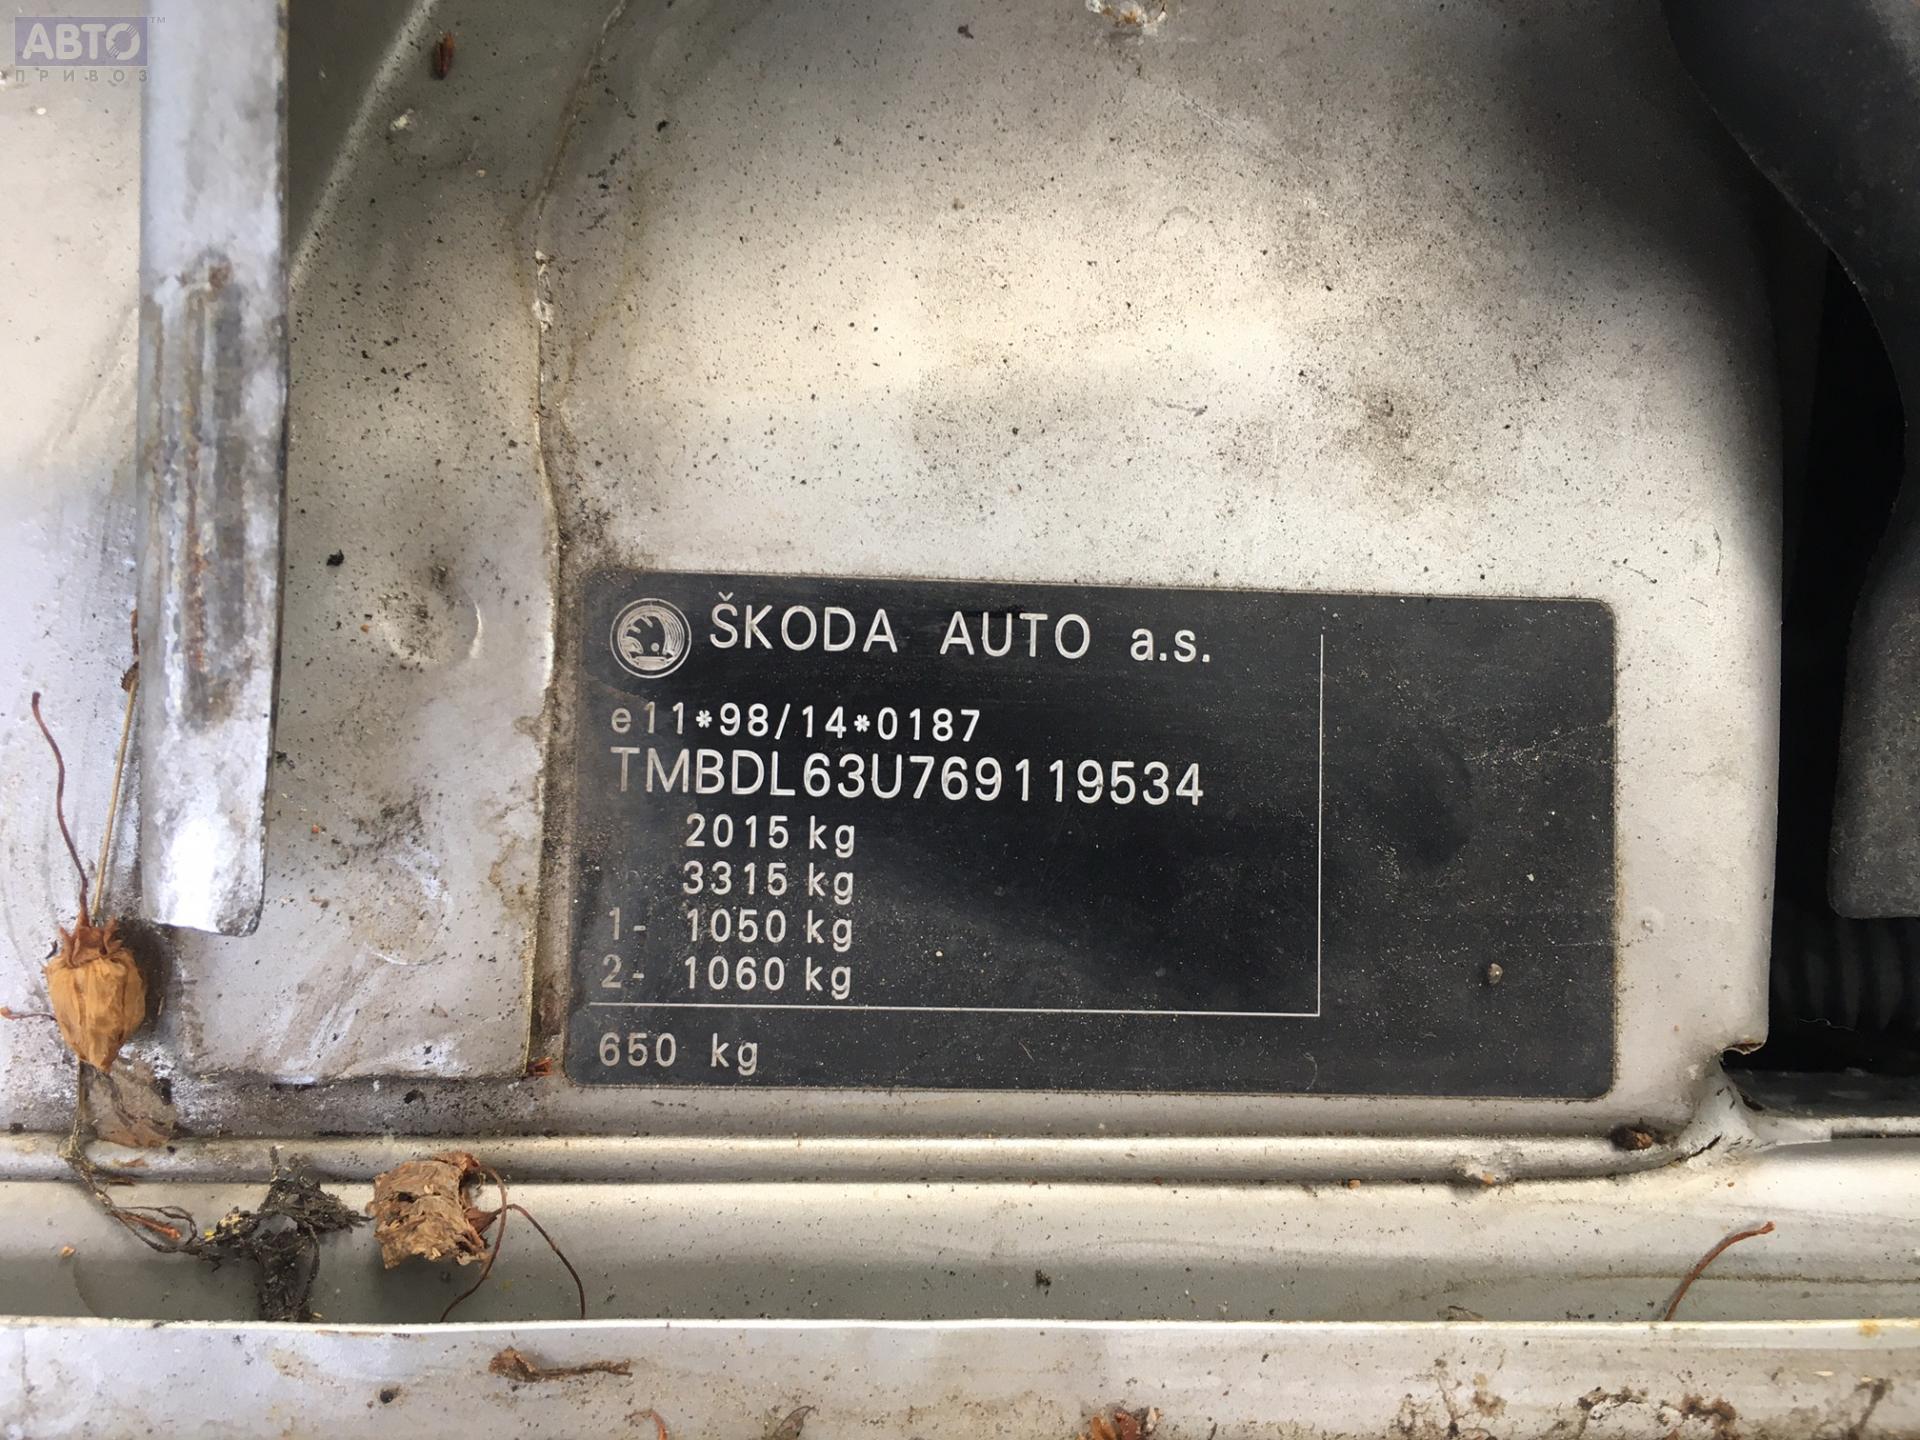 АВТО™
ПРИВОЗ
ŠKODA AUTO a.s.
e11*98/14*0187
TMBDL63U769119534
2015 kg
3315 kg
1- 1050 kg
2- 1060 kg
650 kg